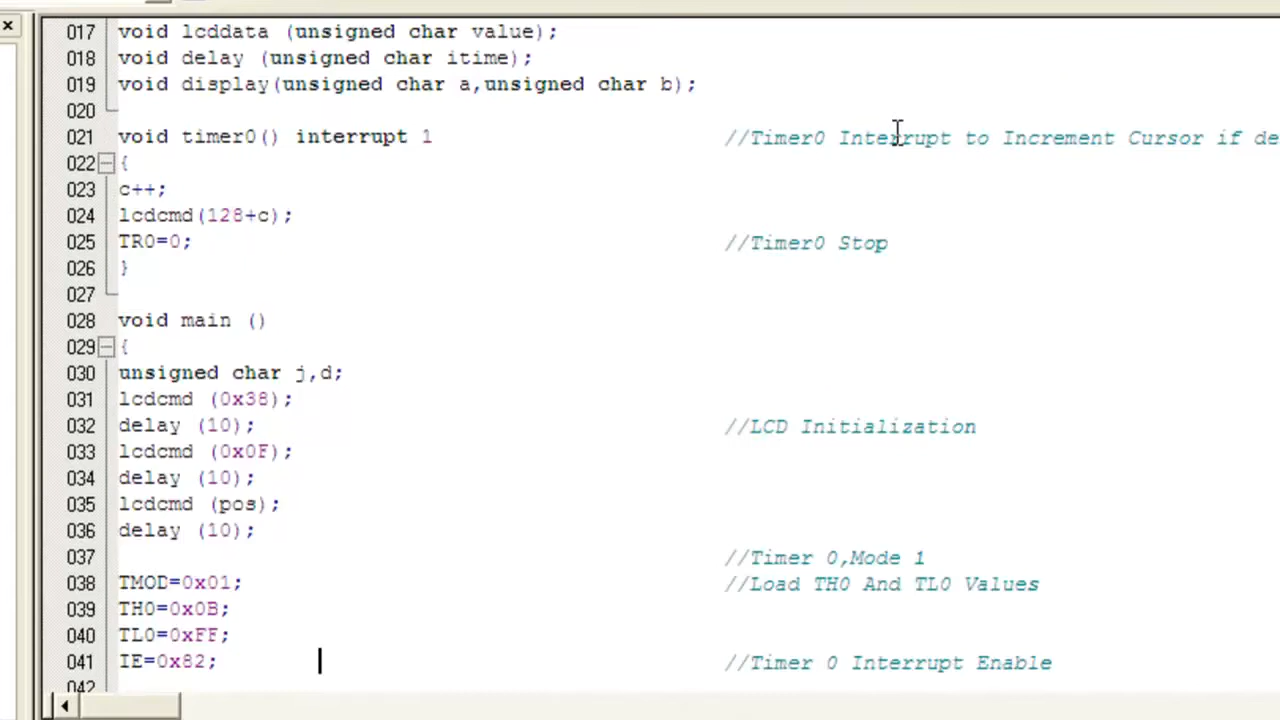 017 void lcddata (unsigned char value);
018 void delay (unsigned char itime);
019 void display(unsigned char a,unsigned char b);
020
021 void timer0() interrupt 1 //Timer0 Interrupt to Increment Cursor if de
022 {
023 c++;
024 lcdcmd(128+c);
025 TR0=0; //Timer0 Stop
026 }
027
028 void main ()
029 {
030 unsigned char j,d;
031 lcdcmd (0x38);
032 delay (10); //LCD Initialization
033 lcdcmd (0x0F);
034 delay (10);
035 lcdcmd (pos);
036 delay (10);
037 //Timer 0,Mode 1
038 TMOD=0x01; //Load TH0 And TL0 Values
039 TH0=0x0B;
040 TL0=0xFF;
041 IE=0x82; //Timer 0 Interrupt Enable
042